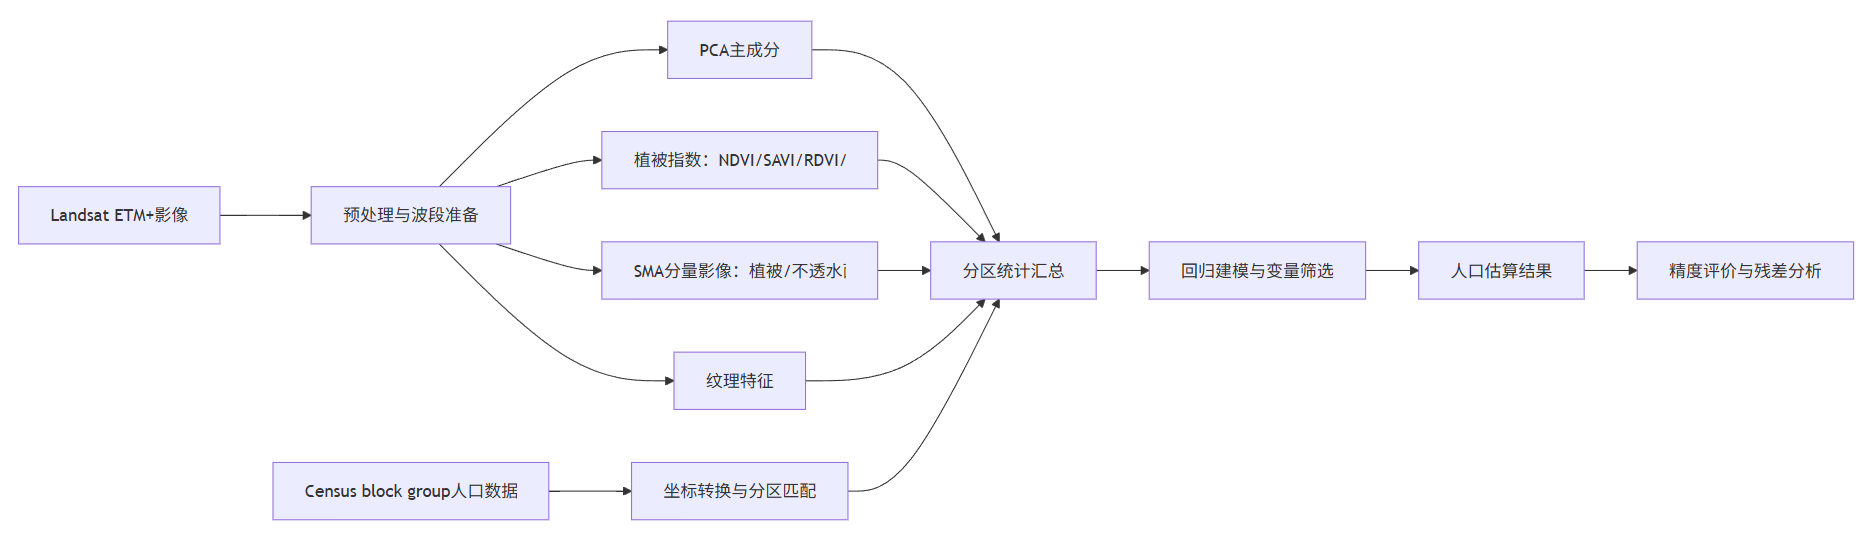 PCA主成分
植被指数：NDVI/SAVI/RDVI/
Landsat ETM+影像
预处理与波段准备
SMA分量影像：植被/不透水
分区统计汇总
回归建模与变量筛选
人口估算结果
精度评价与残差分析
纹理特征
Census block group人口数据
坐标转换与分区匹配